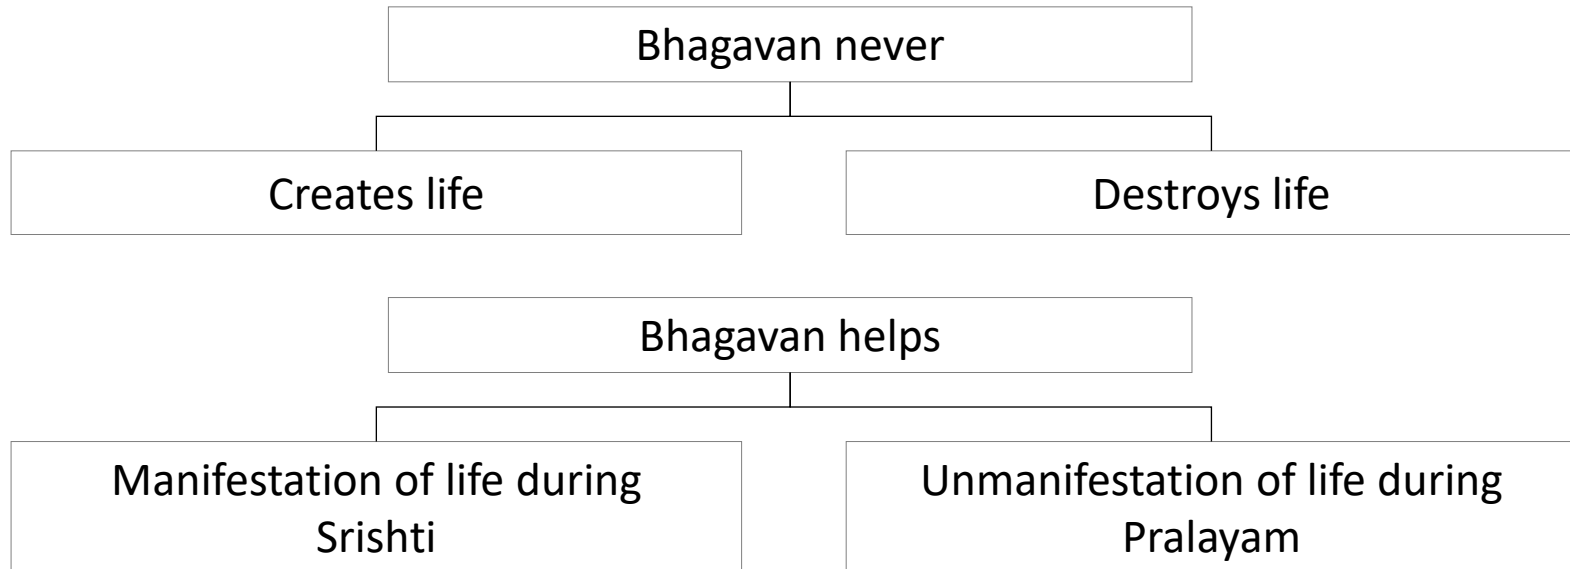 Bhagavan never
Creates life
Destroys life
Bhagavan helps
Manifestation of life during
Srishti
Unmanifestation of life during
Pralayam